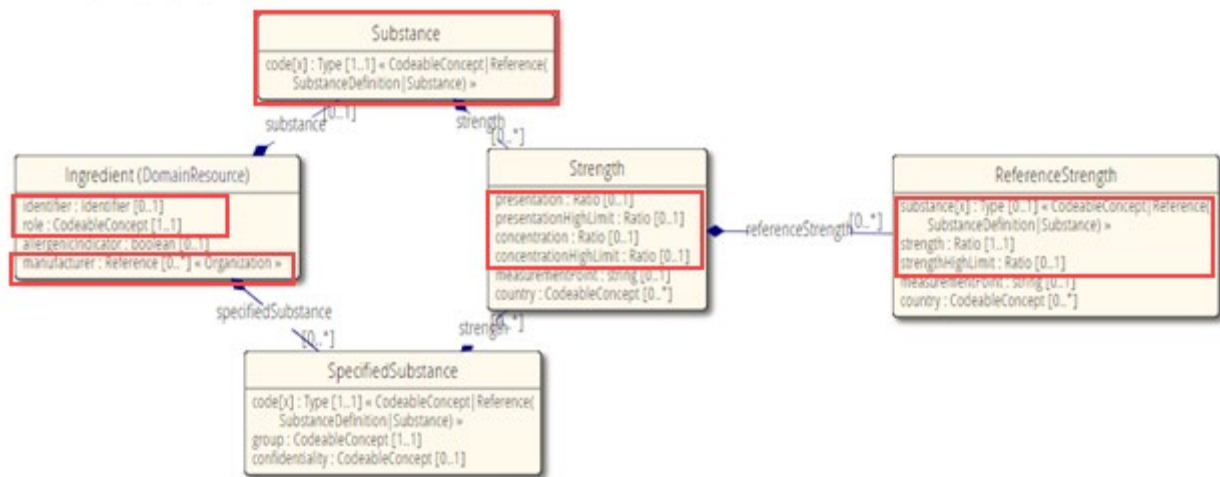 Substance
code[x] : Type [1..1] « CodeableConcept|Reference(
SubstanceDefinition|Substance) »
[0..1]
substance
strength
[0..*]
Ingredient (DomainResource)
identifier : Identifier [0..1]
role : CodeableConcept [1..1]
allergenicIndicator : boolean [0..1]
manufacturer : Reference [0..*] « Organization »
Strength
presentation : Ratio [0..1]
presentationHighLimit : Ratio [0..1]
concentration : Ratio [0..1]
concentrationHighLimit : Ratio [0..1]
measurementPoint : string [0..1]
country : CodeableConcept [0..*]
referenceStrength
[0..*]
ReferenceStrength
substance[x] : Type [0..1] « CodeableConcept|Reference(
SubstanceDefinition|Substance) »
strength : Ratio [1..1]
strengthHighLimit : Ratio [0..1]
measurementPoint : string [0..1]
country : CodeableConcept [0..*]
specifiedSubstance
[0..*]
strength
[0..*]
SpecifiedSubstance
code[x] : Type [1..1] « CodeableConcept|Reference(
SubstanceDefinition|Substance) »
group : CodeableConcept [1..1]
confidentiality : CodeableConcept [0..1]